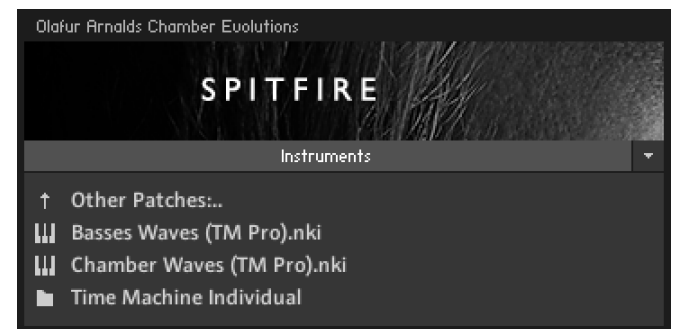 Olafur Arnalds Chamber Evolutions
SPITFIRE
Instruments
Other Patches:..
Basses Waves (TM Pro).nki
Chamber Waves (TM Pro).nki
Time Machine Individual